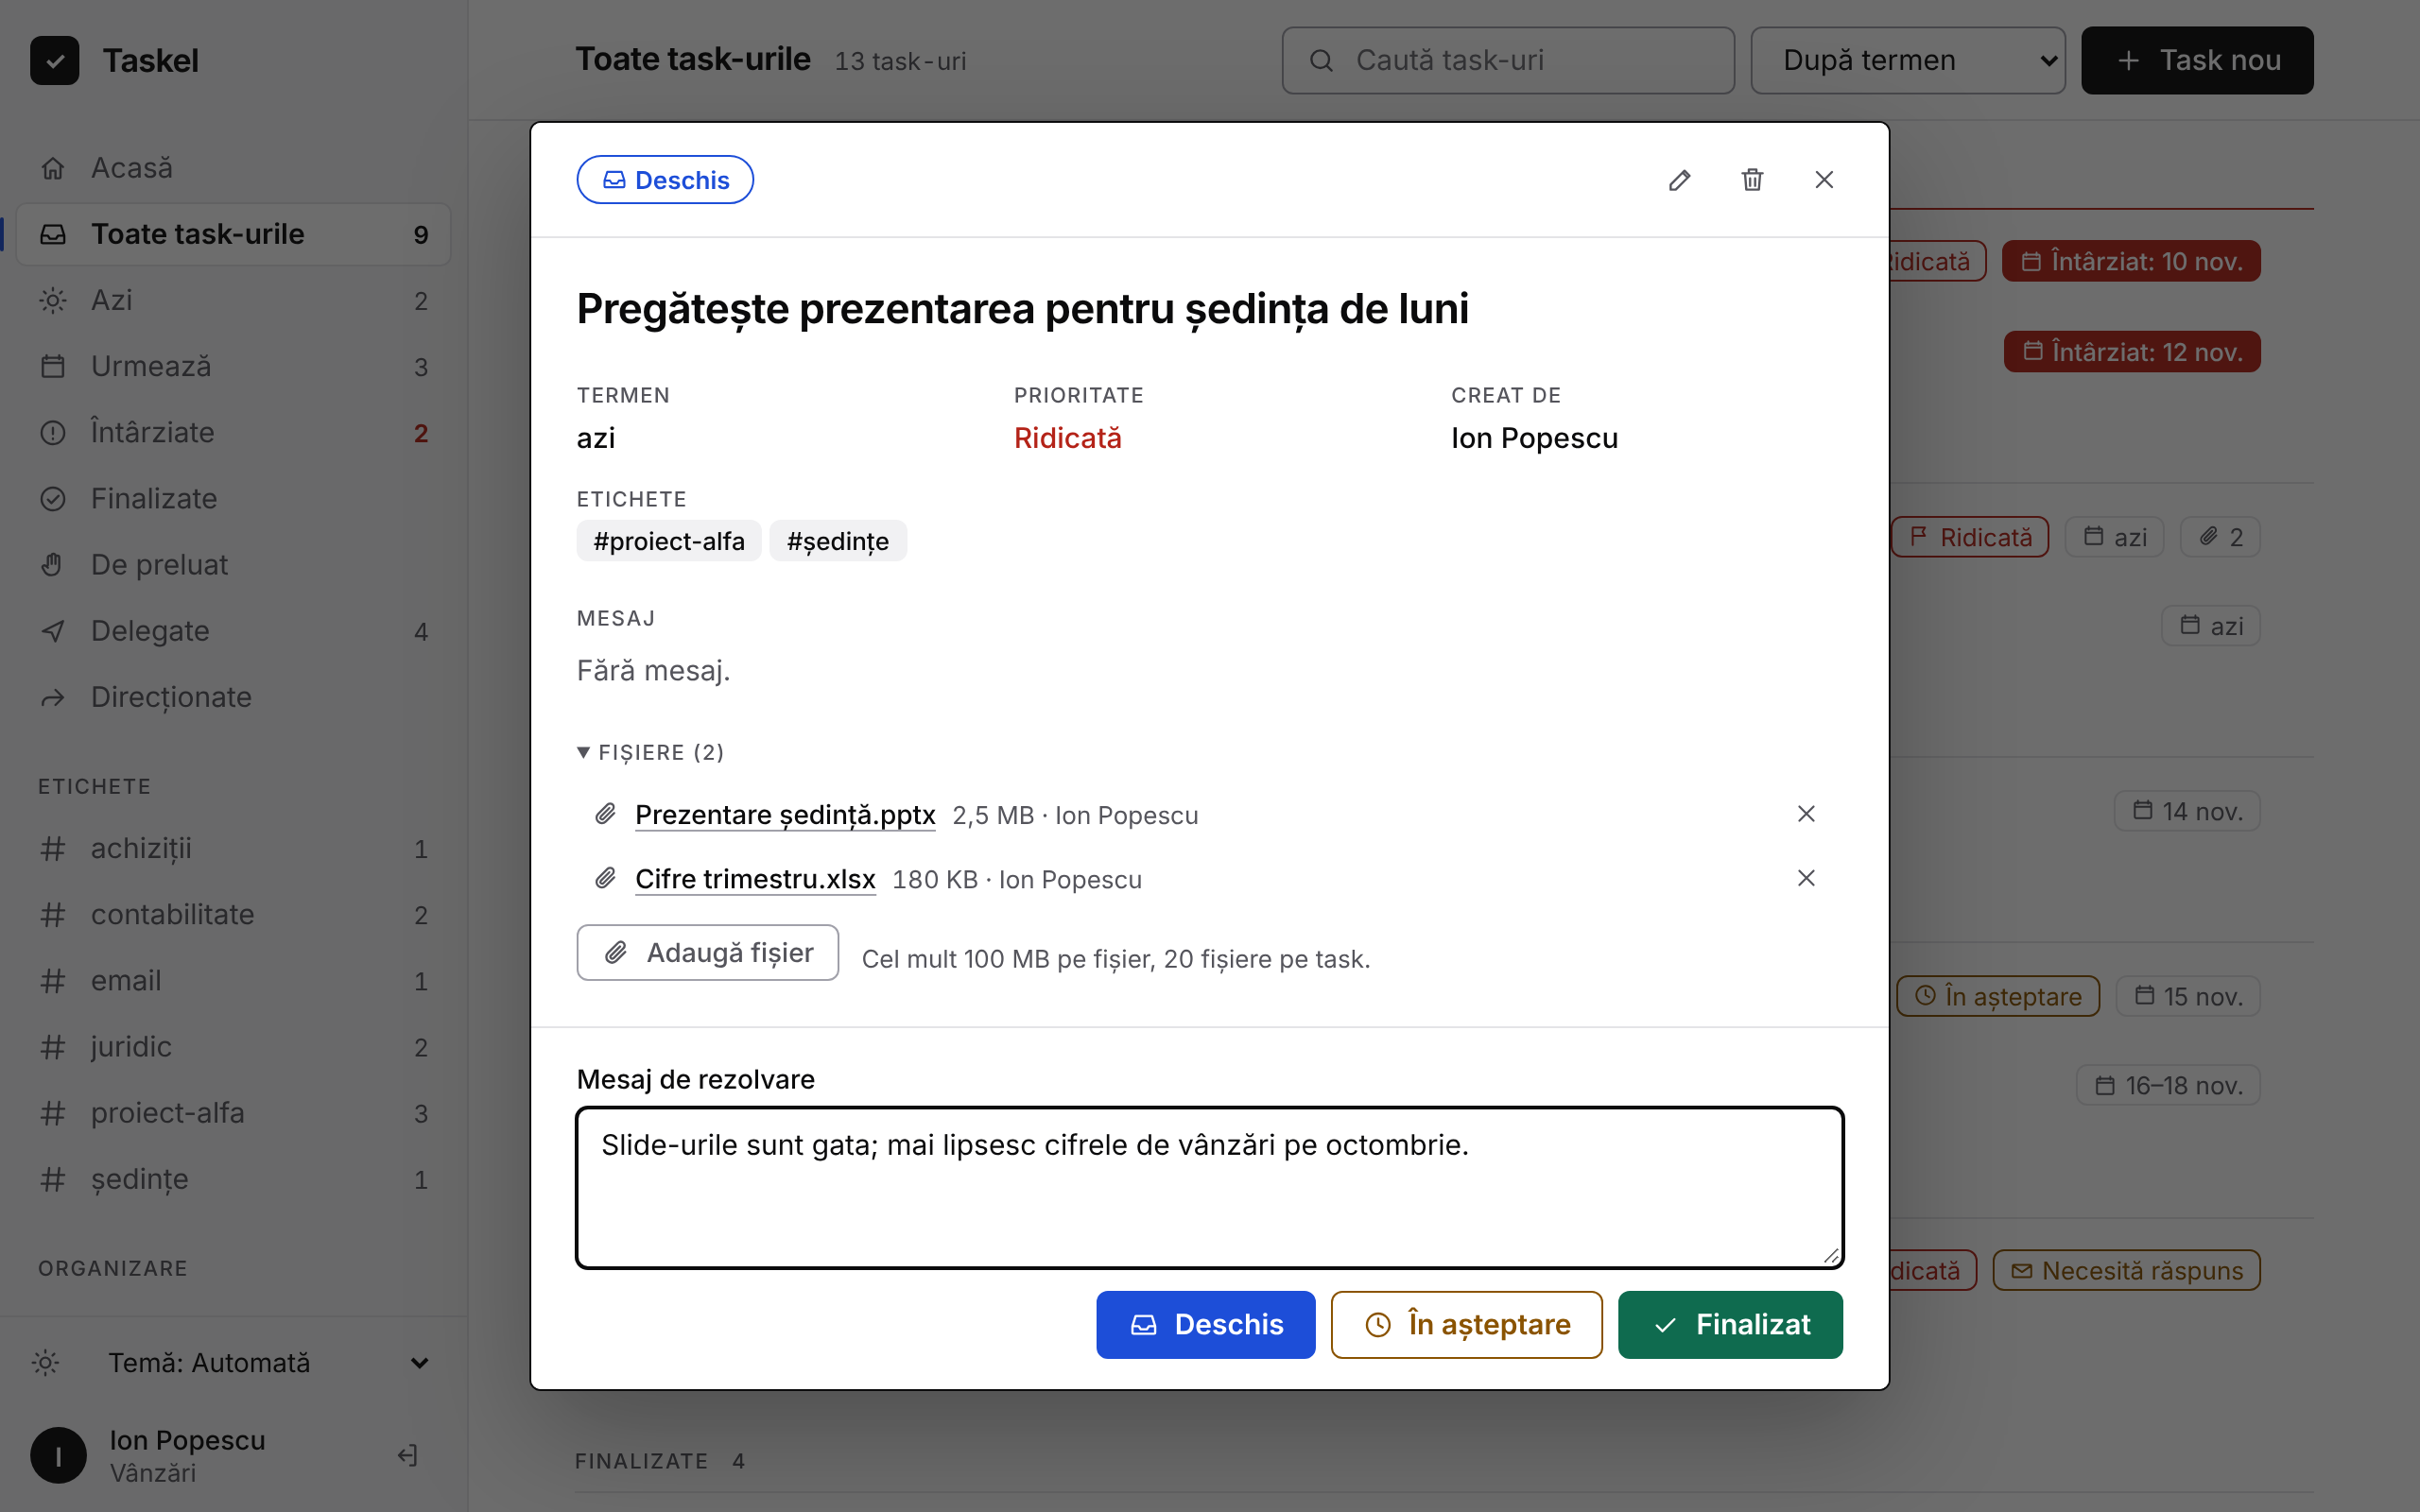 Taskel
Acasă
Toate task-urile 9
Azi 2
Urmează 3
Întârziate 2
Finalizate
De preluat
Delegate 4
Direcționate
ETICHETE
# achiziții 1
# contabilitate 2
# email 1
# juridic 2
# proiect-alfa 3
# ședințe 1
ORGANIZARE
Temă: Automată
I
Ion Popescu
Vânzări
Toate task-urile 13 task-uri
Caută task-uri
După termen
+ Task nou
Deschis
Pregătește prezentarea pentru ședința de luni
TERMEN PRIORITATE CREAT DE
azi Ridicată Ion Popescu
ETICHETE
#proiect-alfa #ședințe
MESAJ
Fără mesaj.
FIȘIERE (2)
Prezentare ședință.pptx 2,5 MB · Ion Popescu
Cifre trimestru.xlsx 180 KB · Ion Popescu
Adaugă fișier Cel mult 100 MB pe fișier, 20 fișiere pe task.
Mesaj de rezolvare
Slide-urile sunt gata; mai lipsesc cifrele de vânzări pe octombrie.
Deschis În așteptare Finalizat
idicată Întârziat: 10 nov.
Întârziat: 12 nov.
Ridicată azi 2
azi
14 nov.
În așteptare 15 nov.
16–18 nov.
dicată Necesită răspuns
FINALIZATE 4